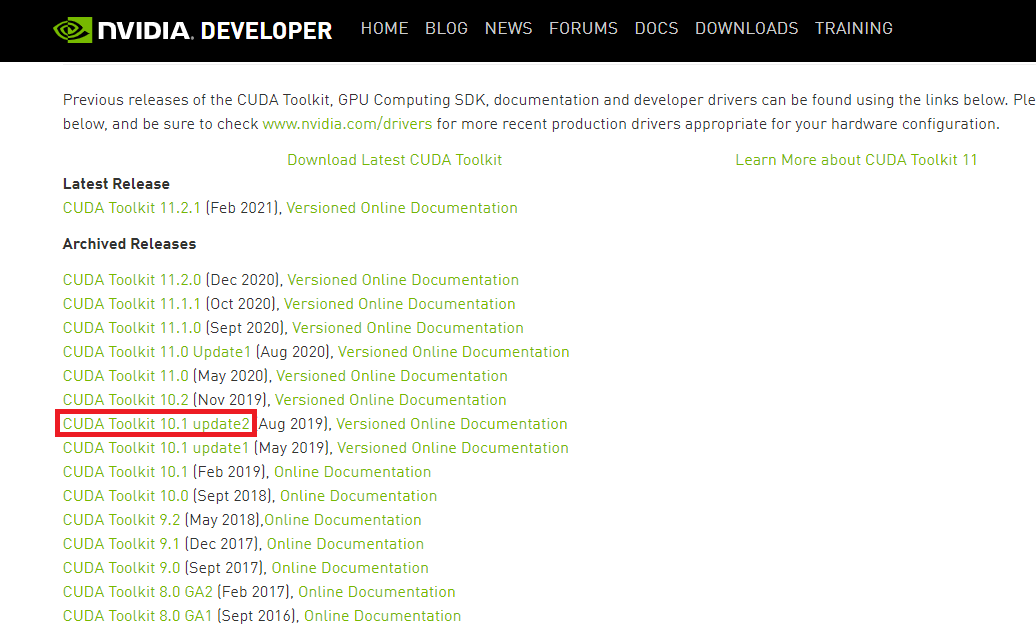 NVIDIA. DEVELOPER HOME BLOG NEWS FORUMS DOCS DOWNLOADS TRAINING
Previous releases of the CUDA Toolkit, GPU Computing SDK, documentation and developer drivers can be found using the links below. Ple
below, and be sure to check www.nvidia.com/drivers for more recent production drivers appropriate for your hardware configuration.
Download Latest CUDA Toolkit Learn More about CUDA Toolkit 11
Latest Release
CUDA Toolkit 11.2.1 (Feb 2021), Versioned Online Documentation
Archived Releases
CUDA Toolkit 11.2.0 (Dec 2020), Versioned Online Documentation
CUDA Toolkit 11.1.1 (Oct 2020), Versioned Online Documentation
CUDA Toolkit 11.1.0 (Sept 2020), Versioned Online Documentation
CUDA Toolkit 11.0 Update1 (Aug 2020), Versioned Online Documentation
CUDA Toolkit 11.0 (May 2020), Versioned Online Documentation
CUDA Toolkit 10.2 (Nov 2019), Versioned Online Documentation
CUDA Toolkit 10.1 update2 Aug 2019), Versioned Online Documentation
CUDA Toolkit 10.1 update1 (May 2019), Versioned Online Documentation
CUDA Toolkit 10.1 (Feb 2019), Online Documentation
CUDA Toolkit 10.0 (Sept 2018), Online Documentation
CUDA Toolkit 9.2 (May 2018),Online Documentation
CUDA Toolkit 9.1 (Dec 2017), Online Documentation
CUDA Toolkit 9.0 (Sept 2017), Online Documentation
CUDA Toolkit 8.0 GA2 (Feb 2017), Online Documentation
CUDA Toolkit 8.0 GA1 (Sept 2016), Online Documentation